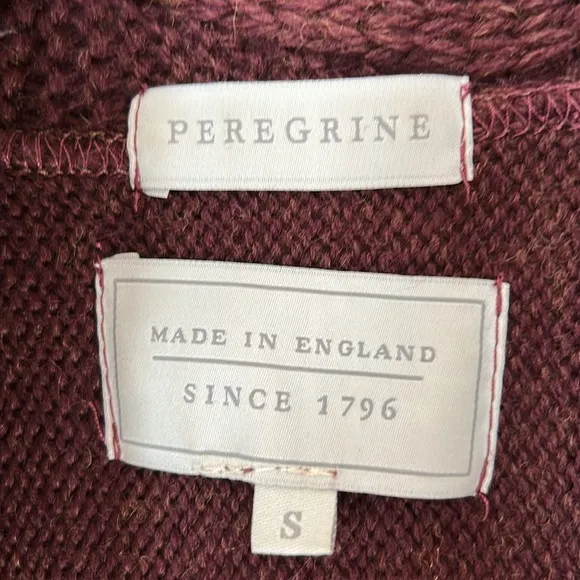 PEREGRINE
MADE IN ENGLAND
SINCE 1796
S